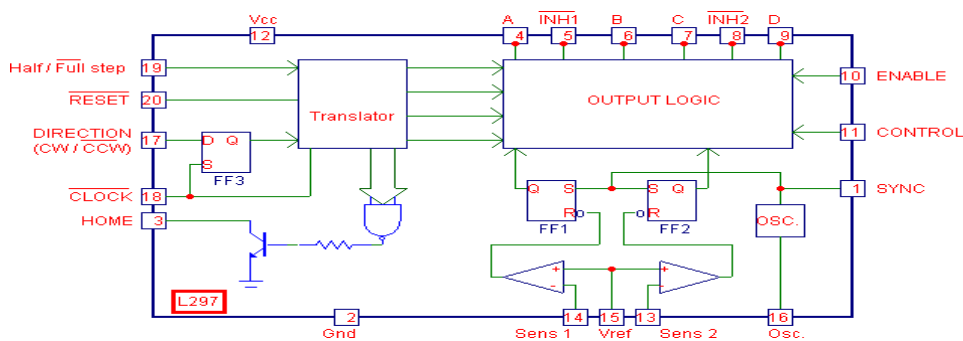 Vcc
12
A
INH1
B
C
INH2
D
4
5
6
7
8
9
Half / Full step
19
RESET
20
DIRECTION
(CW / CCW)
17
D Q
S
FF3
CLOCK
18
HOME
3
Translator
OUTPUT LOGIC
10
ENABLE
11
CONTROL
1
SYNC
Q S
R
FF1
S Q
R
FF2
OSC.
+
-
+
-
L297
2
Gnd
14
15
13
16
Sens 1
Vref
Sens 2
Osc.